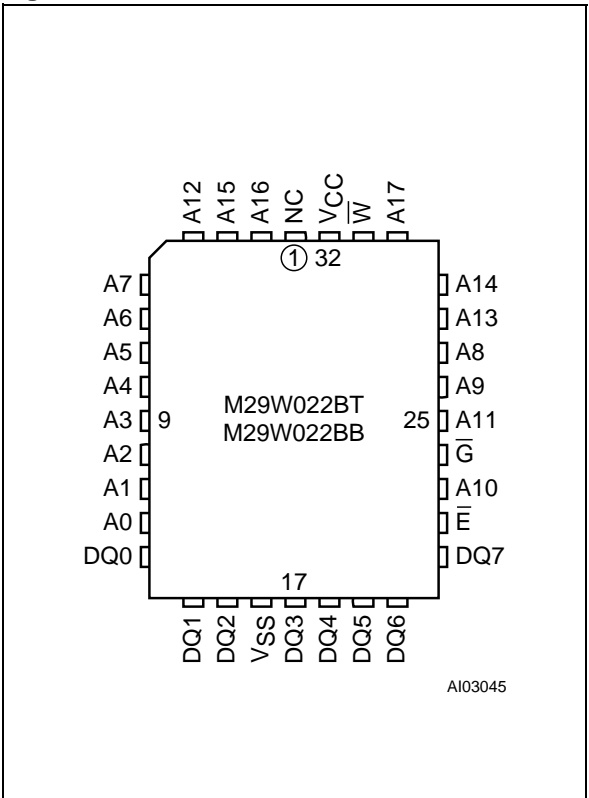 A12 A15 A16 NC VCC W̅ A17
① 32
A7 A14
A6 A13
A5 A8
A4 A9
A3 9 25 A11
M29W022BT
M29W022BB
A2 G̅
A1 A10
A0 E̅
DQ0 DQ7
17
DQ1 DQ2 VSS DQ3 DQ4 DQ5 DQ6
AI03045